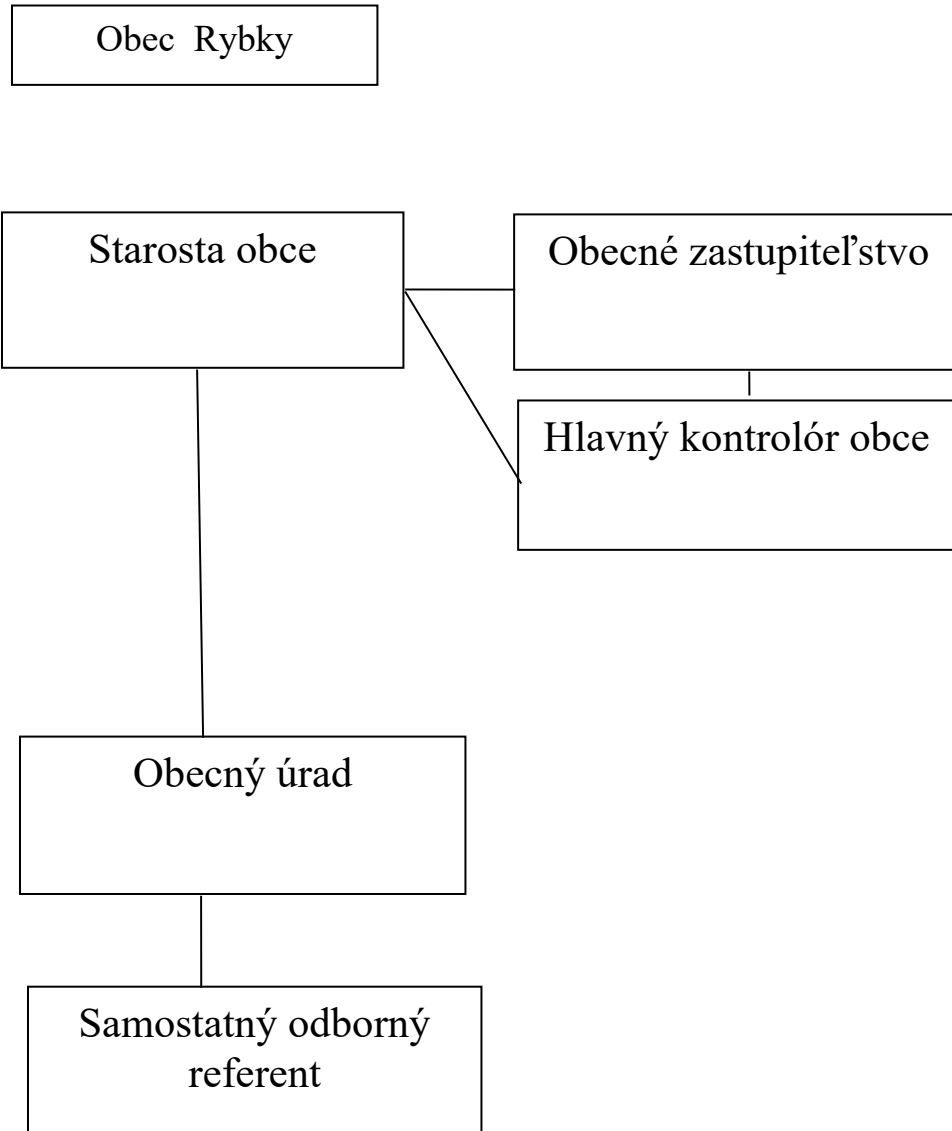 Obec Rybky
Starosta obce
Obecné zastupiteľstvo
Hlavný kontrolór obce
Obecný úrad
Samostatný odborný
referent